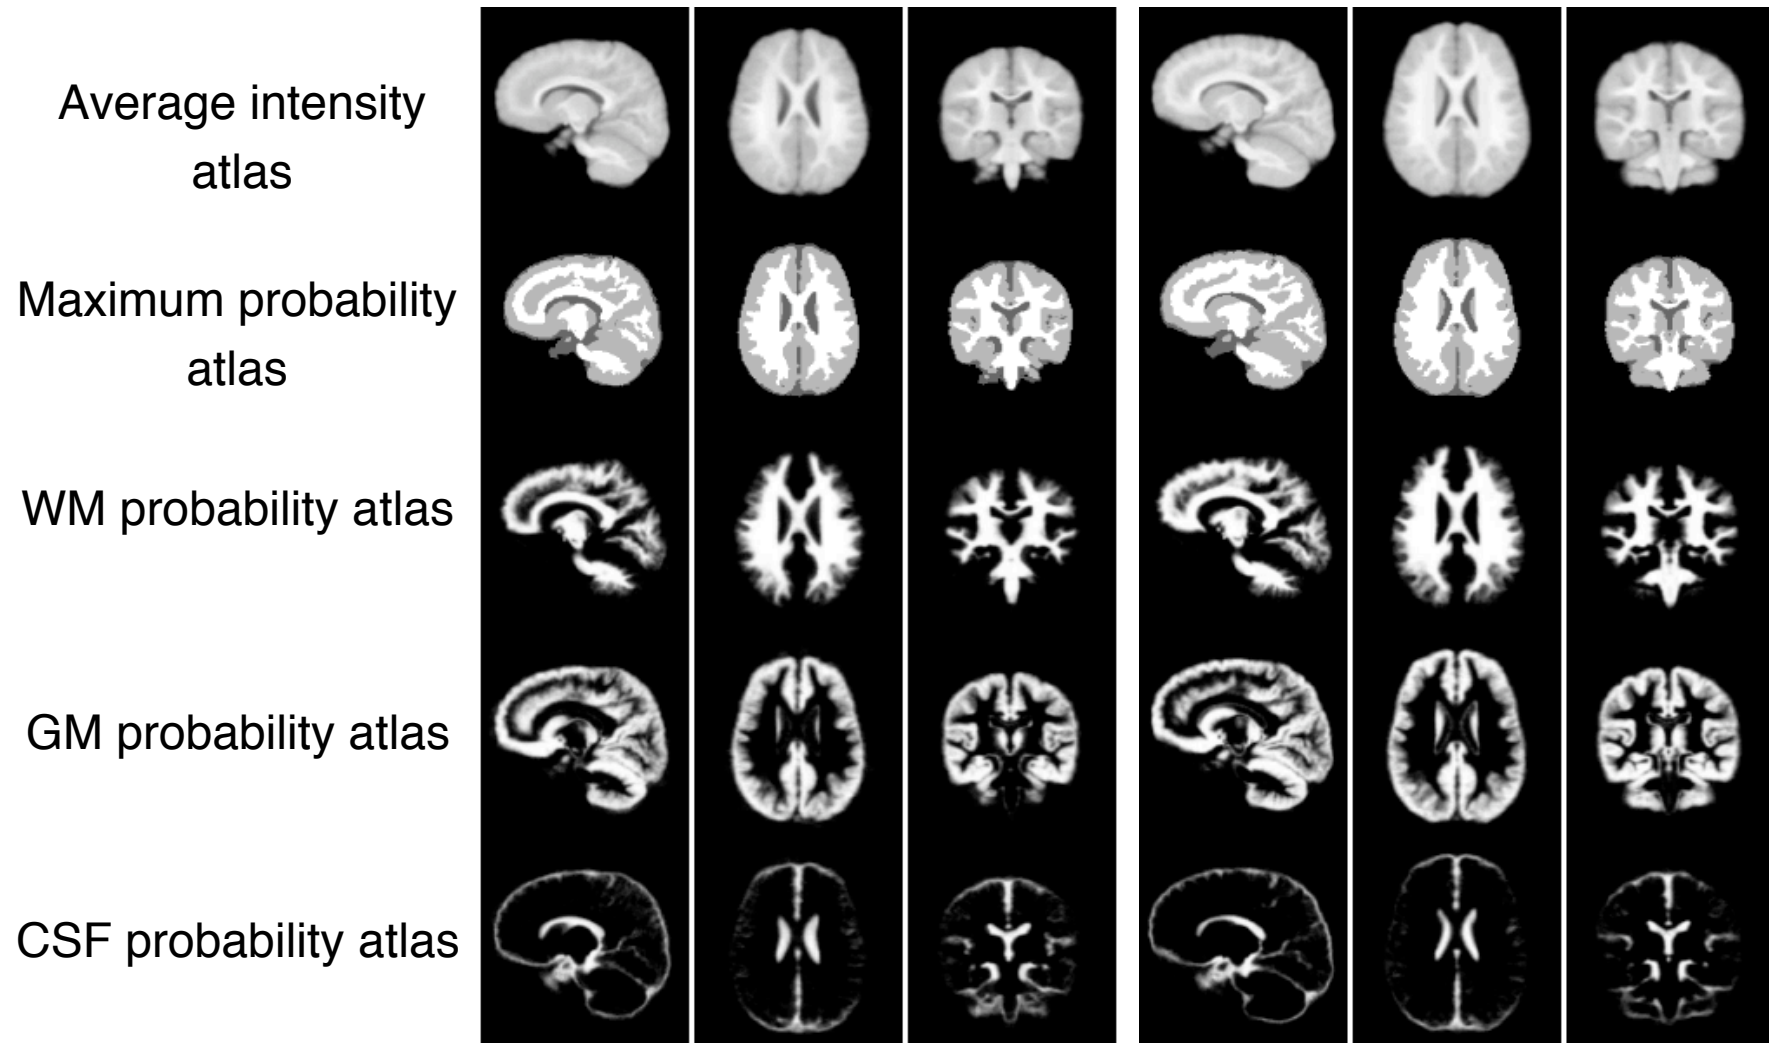 Average intensity
atlas
Maximum probability
atlas
WM probability atlas
GM probability atlas
CSF probability atlas